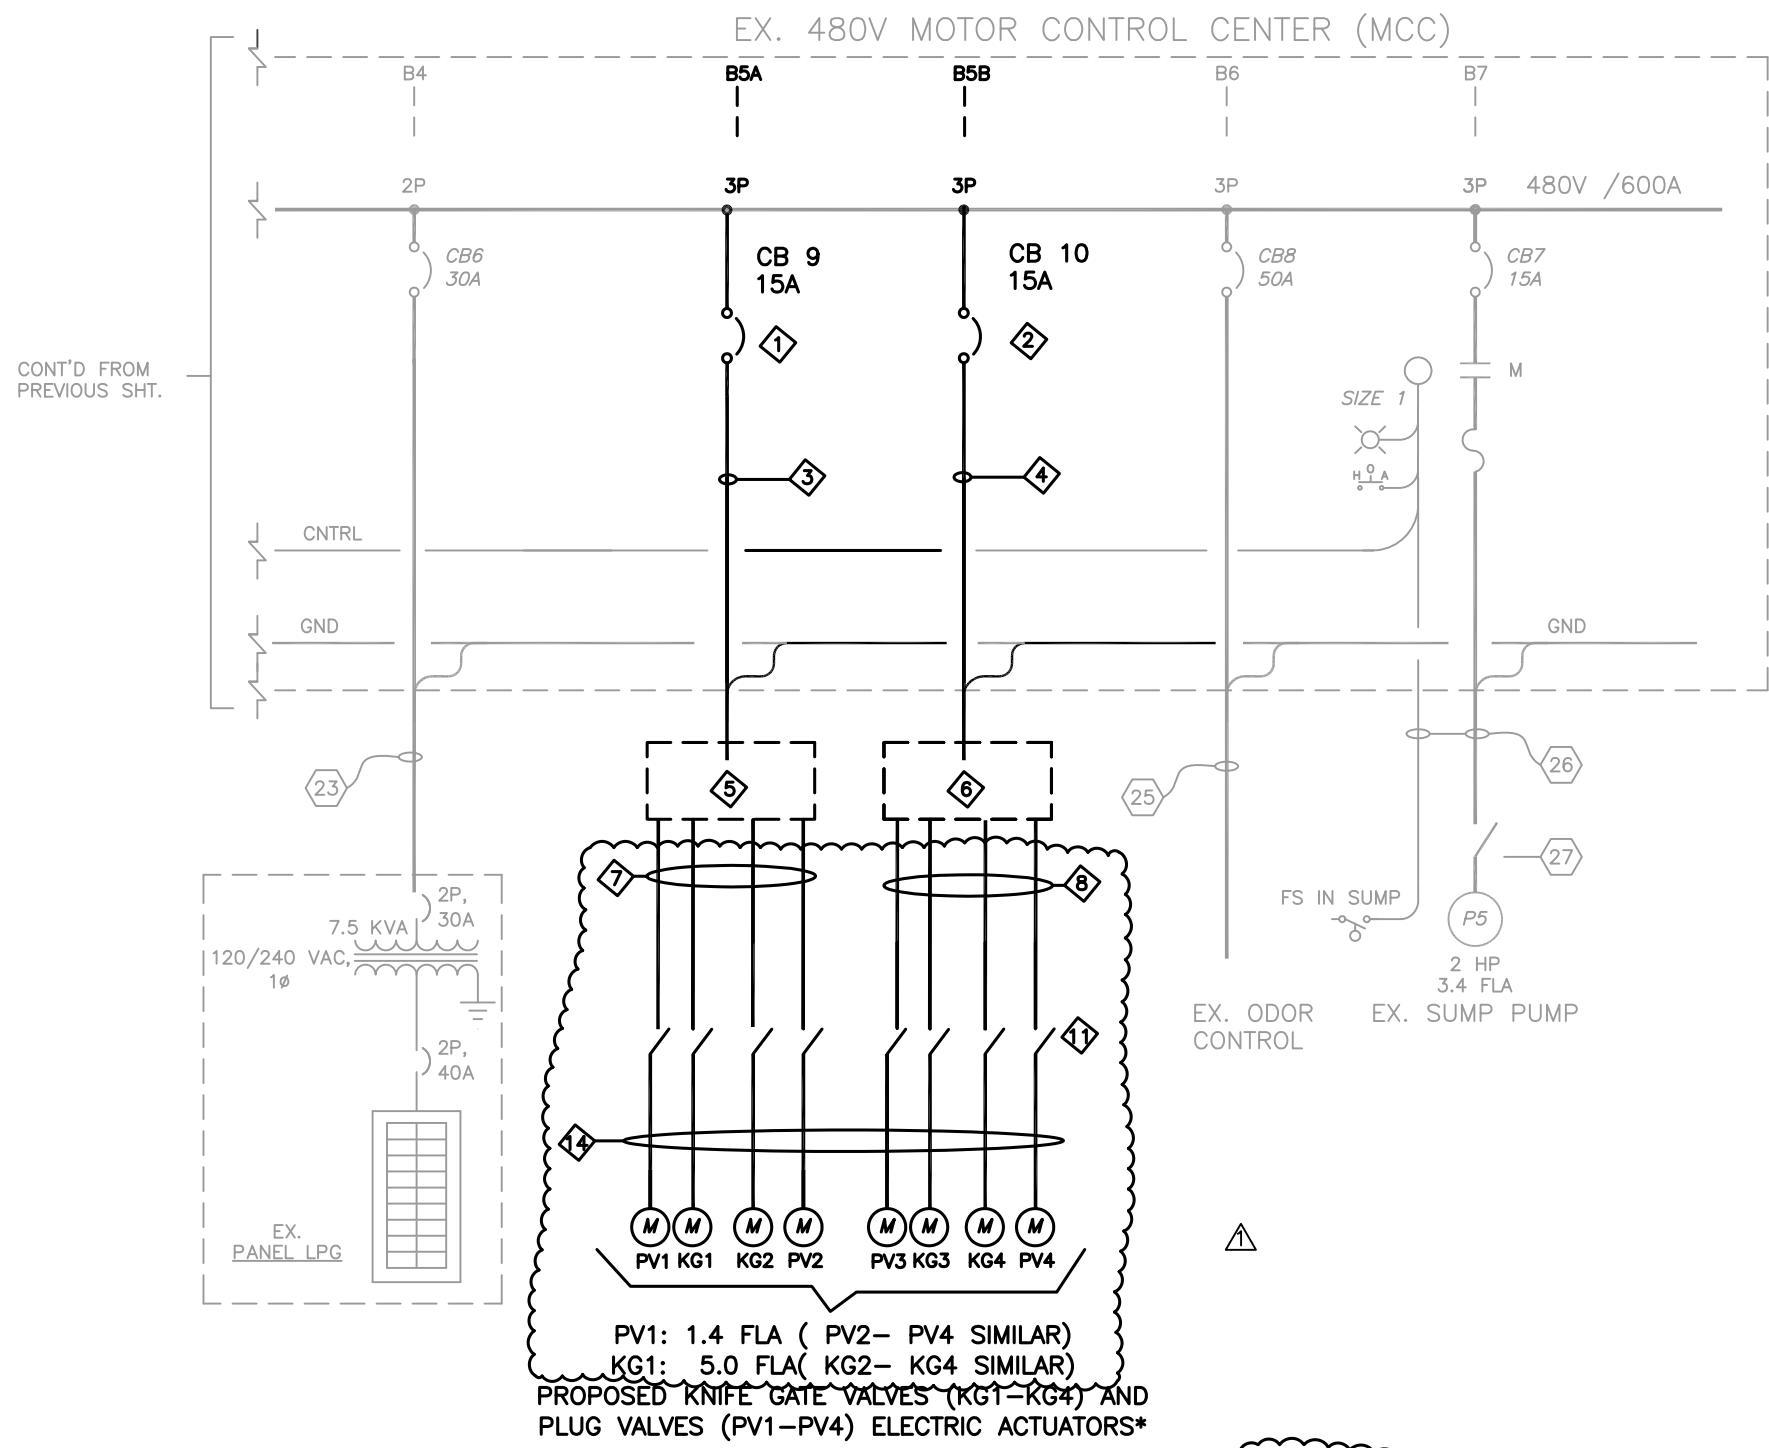 EX. 480V MOTOR CONTROL CENTER (MCC)
B4
B5A
B5B
B6
B7
2P
3P
3P
3P
3P
480V /600A
CB6
30A
CB 9
15A
CB 10
15A
CB8
50A
CB7
15A
1
2
CONT'D FROM
PREVIOUS SHT.
M
SIZE 1
H O A
3
4
CNTRL
GND
GND
23
5
6
25
26
27
7
8
2P,
30A
7.5 KVA
120/240 VAC,
1ø
FS IN SUMP
P5
2 HP
3.4 FLA
EX. ODOR
CONTROL
EX. SUMP PUMP
11
2P,
40A
14
EX.
PANEL LPG
M M M M M M M M
PV1 KG1 KG2 PV2 PV3 KG3 KG4 PV4
1
PV1: 1.4 FLA ( PV2- PV4 SIMILAR)
KG1: 5.0 FLA( KG2- KG4 SIMILAR)
PROPOSED KNIFE GATE VALVES (KG1-KG4) AND
PLUG VALVES (PV1-PV4) ELECTRIC ACTUATORS*